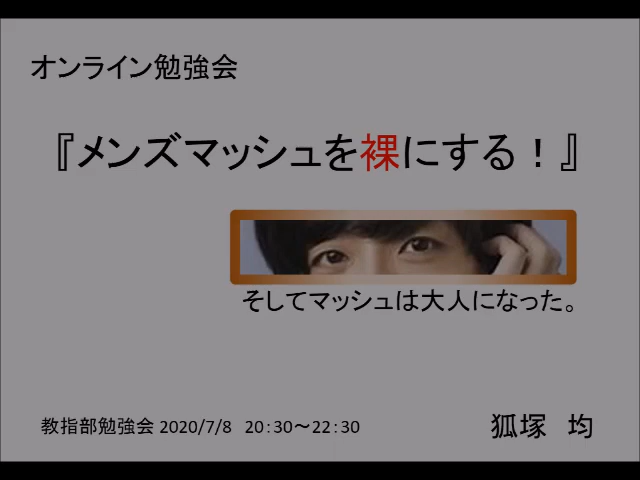 オンライン勉強会
『メンズマッシュを裸にする！』
そしてマッシュは大人になった。
教指部勉強会 2020/7/8 20:30～22:30
狐塚 均